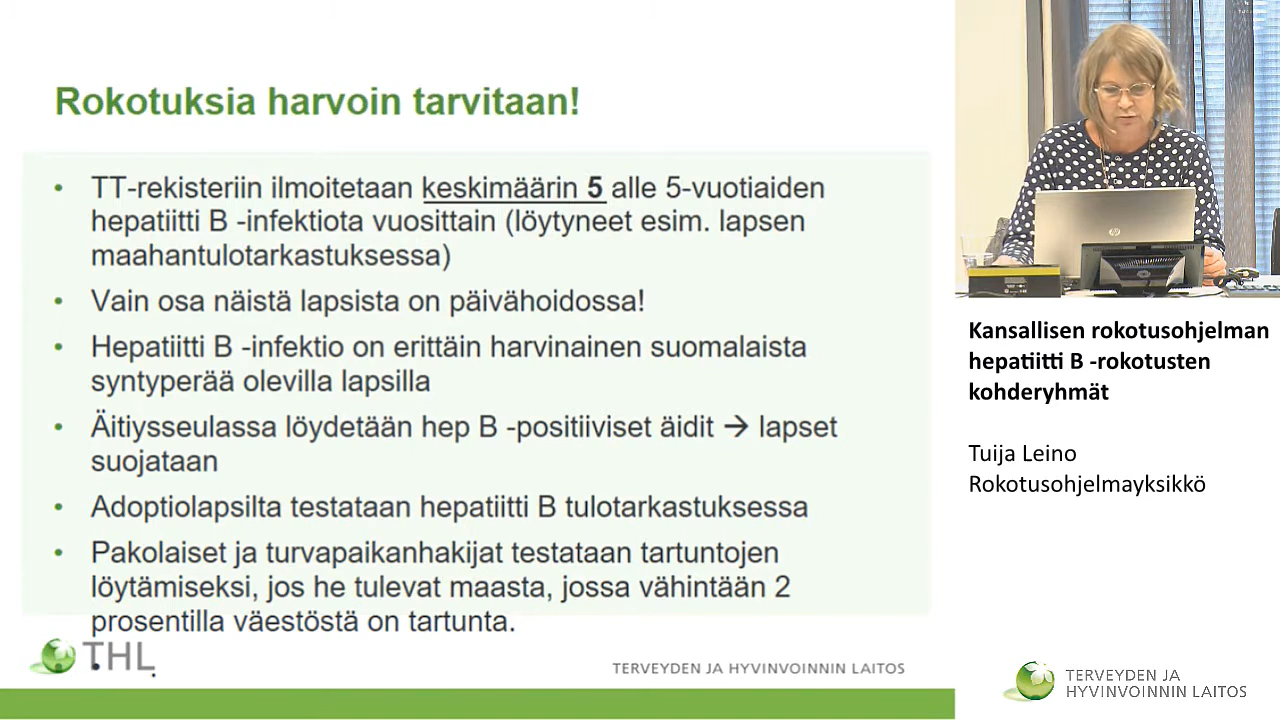 Rokotuksia harvoin tarvitaan!
• TT-rekisteriin ilmoitetaan keskimäärin 5 alle 5-vuotiaiden
hepatiitti B -infektiota vuosittain (löytyneet esim. lapsen
maahantulotarkastuksessa)
• Vain osa näistä lapsista on päivähoidossa!
• Hepatiitti B -infektio on erittäin harvinainen suomalaista
syntyperää olevilla lapsilla
• Äitiysseulassa löydetään hep B -positiiviset äidit → lapset
suojataan
• Adoptiolapsilta testataan hepatiitti B tulotarkastuksessa
• Pakolaiset ja turvapaikanhakijat testataan tartuntojen
löytämiseksi, jos he tulevat maasta, jossa vähintään 2
prosentilla väestöstä on tartunta.
THL
TERVEYDEN JA HYVINVOINNIN LAITOS
hp
Kansallisen rokotusohjelman
hepatiitti B -rokotusten
kohderyhmät
Tuija Leino
Rokotusohjelmayksikkö
TERVEYDEN JA
HYVINVOINNIN LAITOS